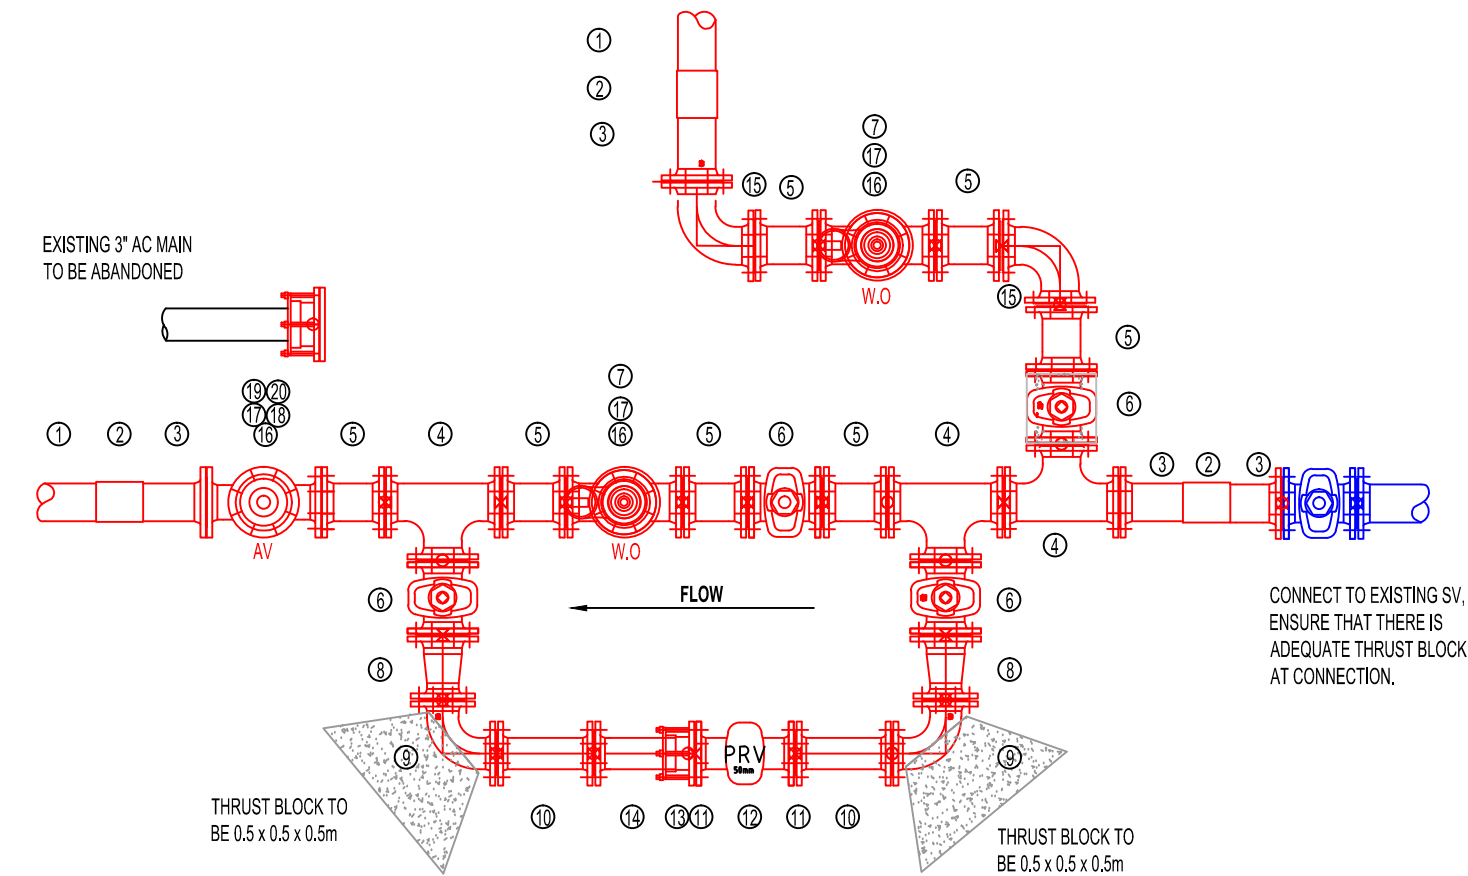 1
2
3
7
17
16
15
5
5
EXISTING 3" AC MAIN
TO BE ABANDONED
W.O
15
5
6
7
17
16
19 20
17 18
16
1
2
3
5
4
5
5
6
5
4
3
2
3
AV
W.O
4
6
FLOW
6
CONNECT TO EXISTING SV,
ENSURE THAT THERE IS
ADEQUATE THRUST BLOCK
AT CONNECTION.
8
8
9
PRV
50mm
9
THRUST BLOCK TO
BE 0.5 x 0.5 x 0.5m
10
14
13
11
12
11
10
THRUST BLOCK TO
BE 0.5 x 0.5 x 0.5m